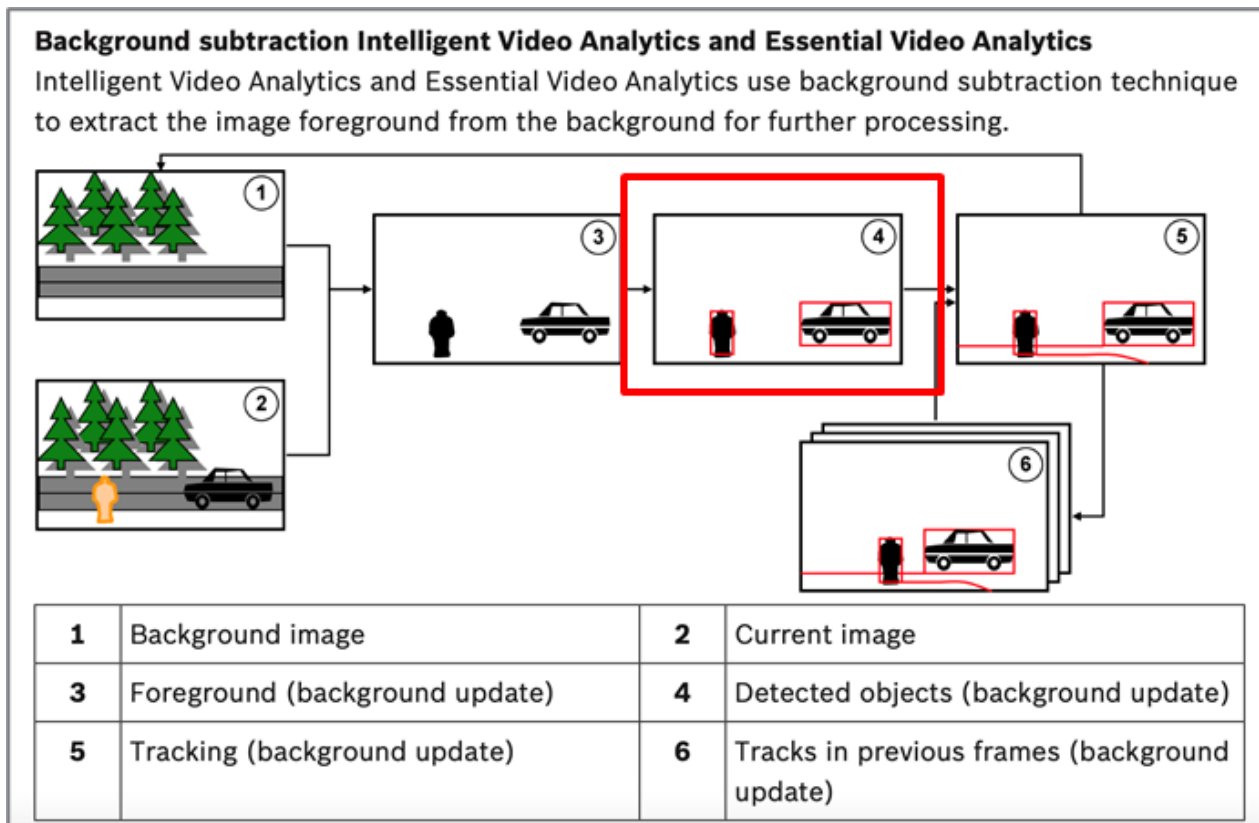 Background subtraction Intelligent Video Analytics and Essential Video Analytics
Intelligent Video Analytics and Essential Video Analytics use background subtraction technique
to extract the image foreground from the background for further processing.
1
2
3
4
5
6
1 Background image 2 Current image
3 Foreground (background update) 4 Detected objects (background update)
5 Tracking (background update) 6 Tracks in previous frames (background
update)